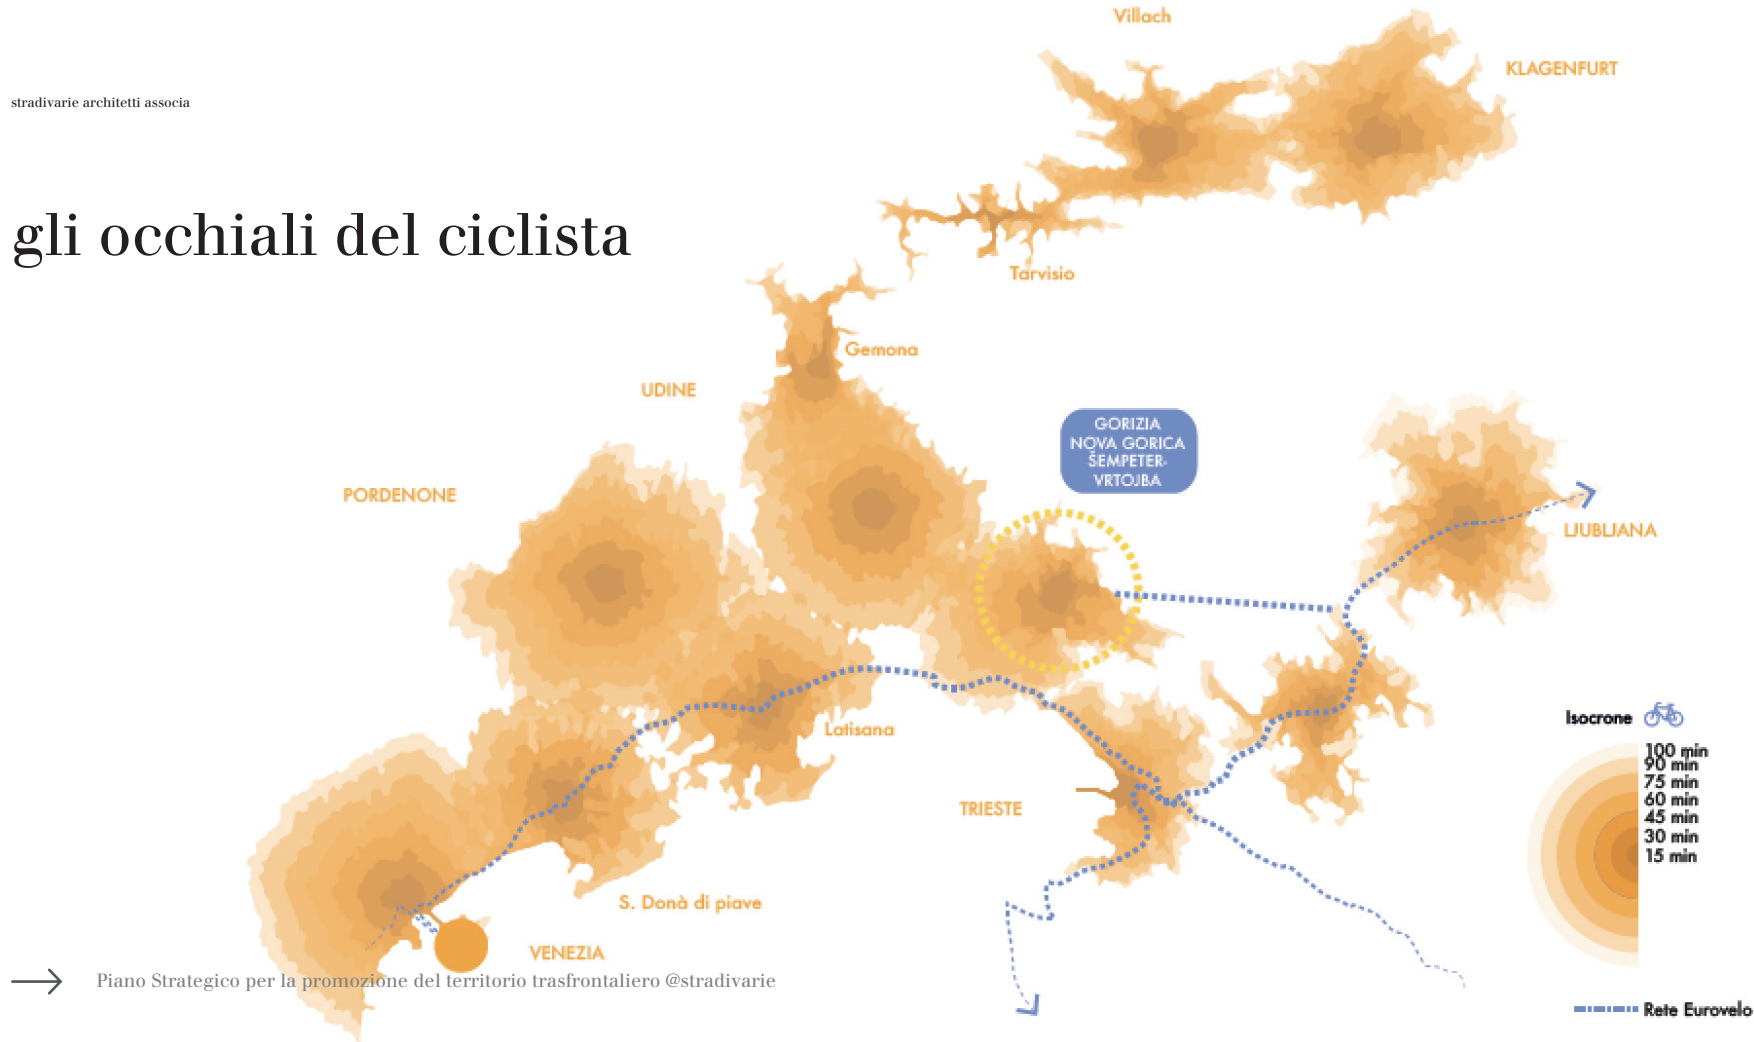 stradivarie architetti associa
gli occhiali del ciclista
Villach
KLAGENFURT
Tarvisio
Gemona
UDINE
GORIZIA
NOVA GORICA
ŠEMPETER-
VRTOJBA
PORDENONE
LJUBLJANA
Latisana
TRIESTE
S. Donà di piave
VENEZIA
Isocrone
100 min
90 min
75 min
60 min
45 min
30 min
15 min
Rete Eurovelo
Piano Strategico per la promozione del territorio trasfrontaliero @stradivarie